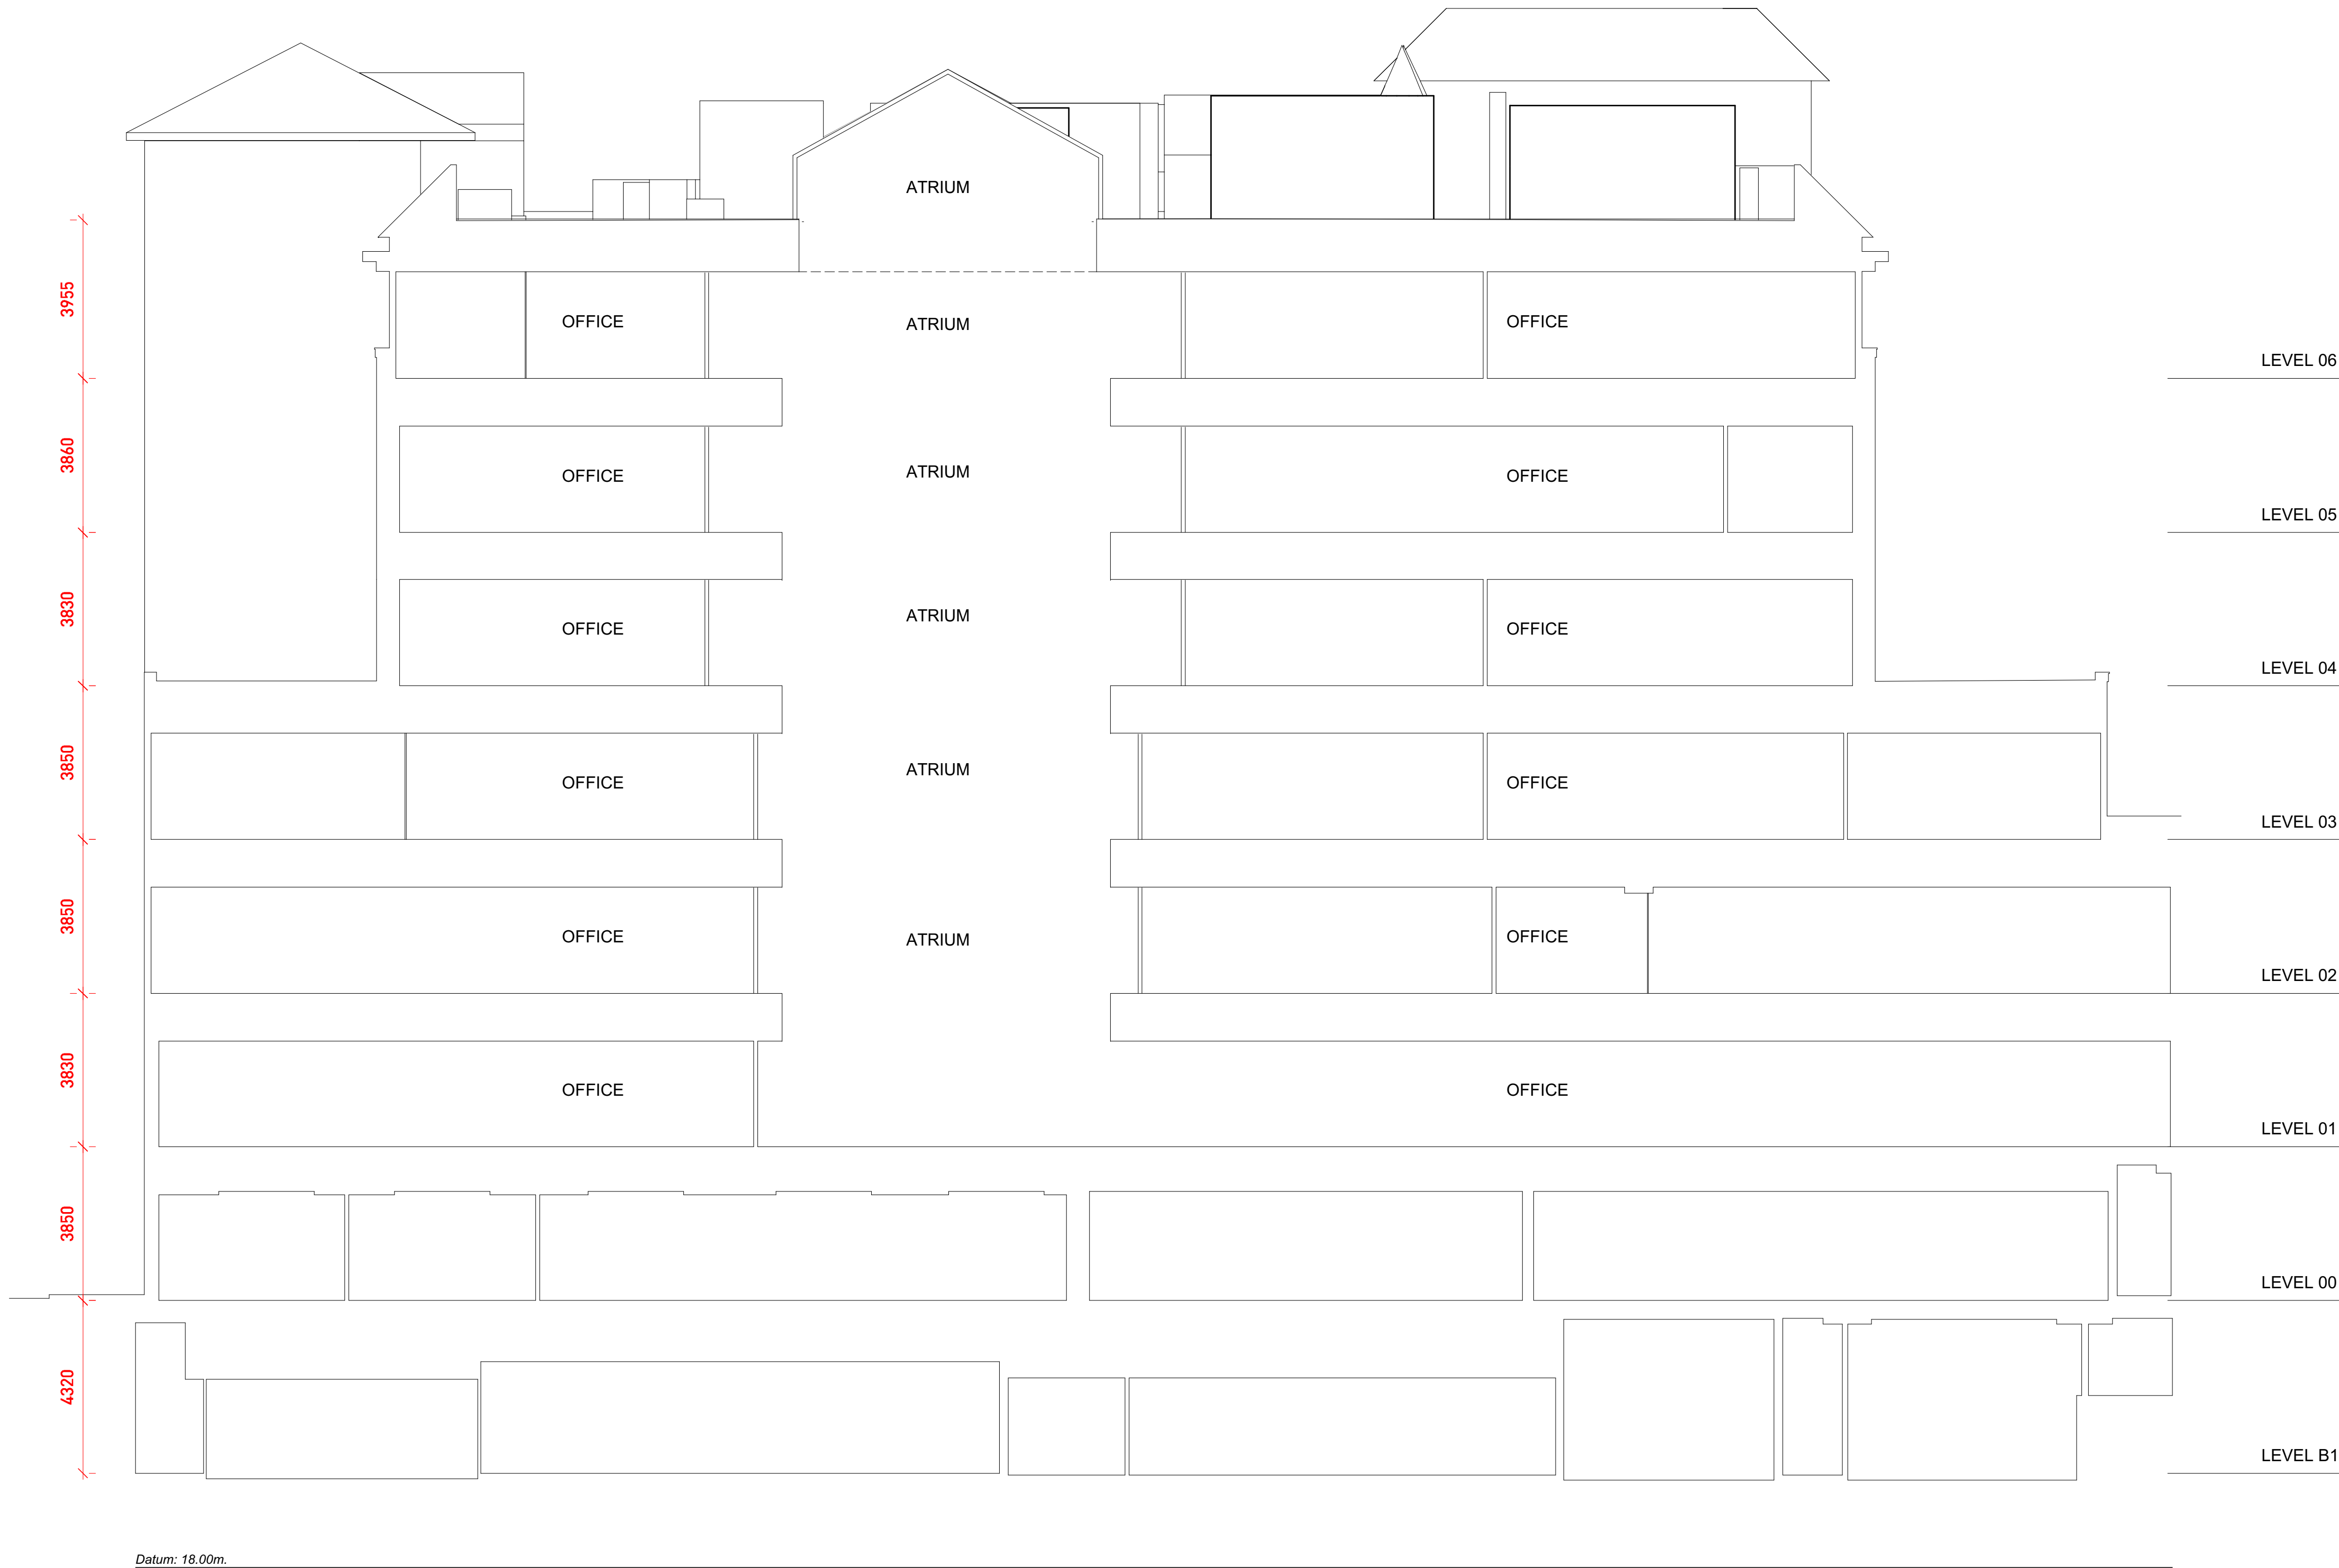 ATRIUM
3955
OFFICE
ATRIUM
OFFICE
LEVEL 06
3860
OFFICE
ATRIUM
OFFICE
LEVEL 05
3830
OFFICE
ATRIUM
OFFICE
LEVEL 04
3850
OFFICE
ATRIUM
OFFICE
LEVEL 03
3850
OFFICE
ATRIUM
OFFICE
LEVEL 02
3830
OFFICE
OFFICE
LEVEL 01
3850
LEVEL 00
4320
LEVEL B1
Datum: 18.00m.